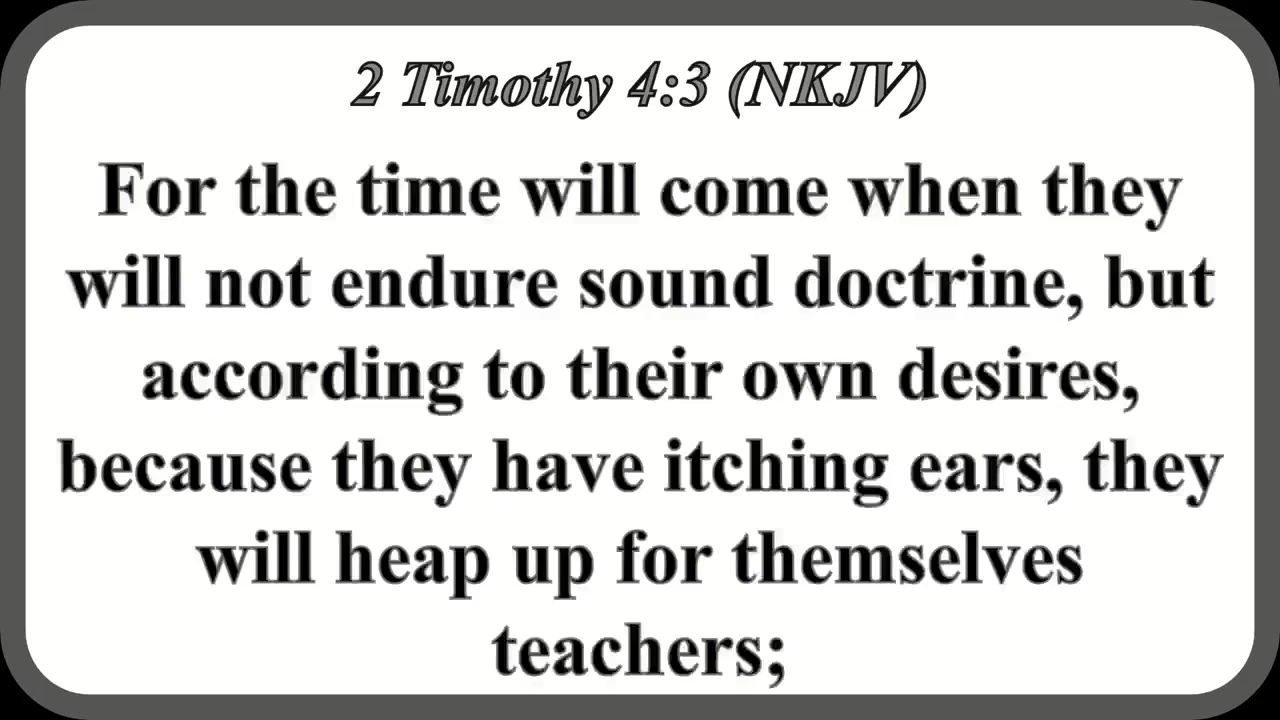 2 Timothy 4:3 (NKJV)
For the time will come when they
will not endure sound doctrine, but
according to their own desires,
because they have itching ears, they
will heap up for themselves
teachers;